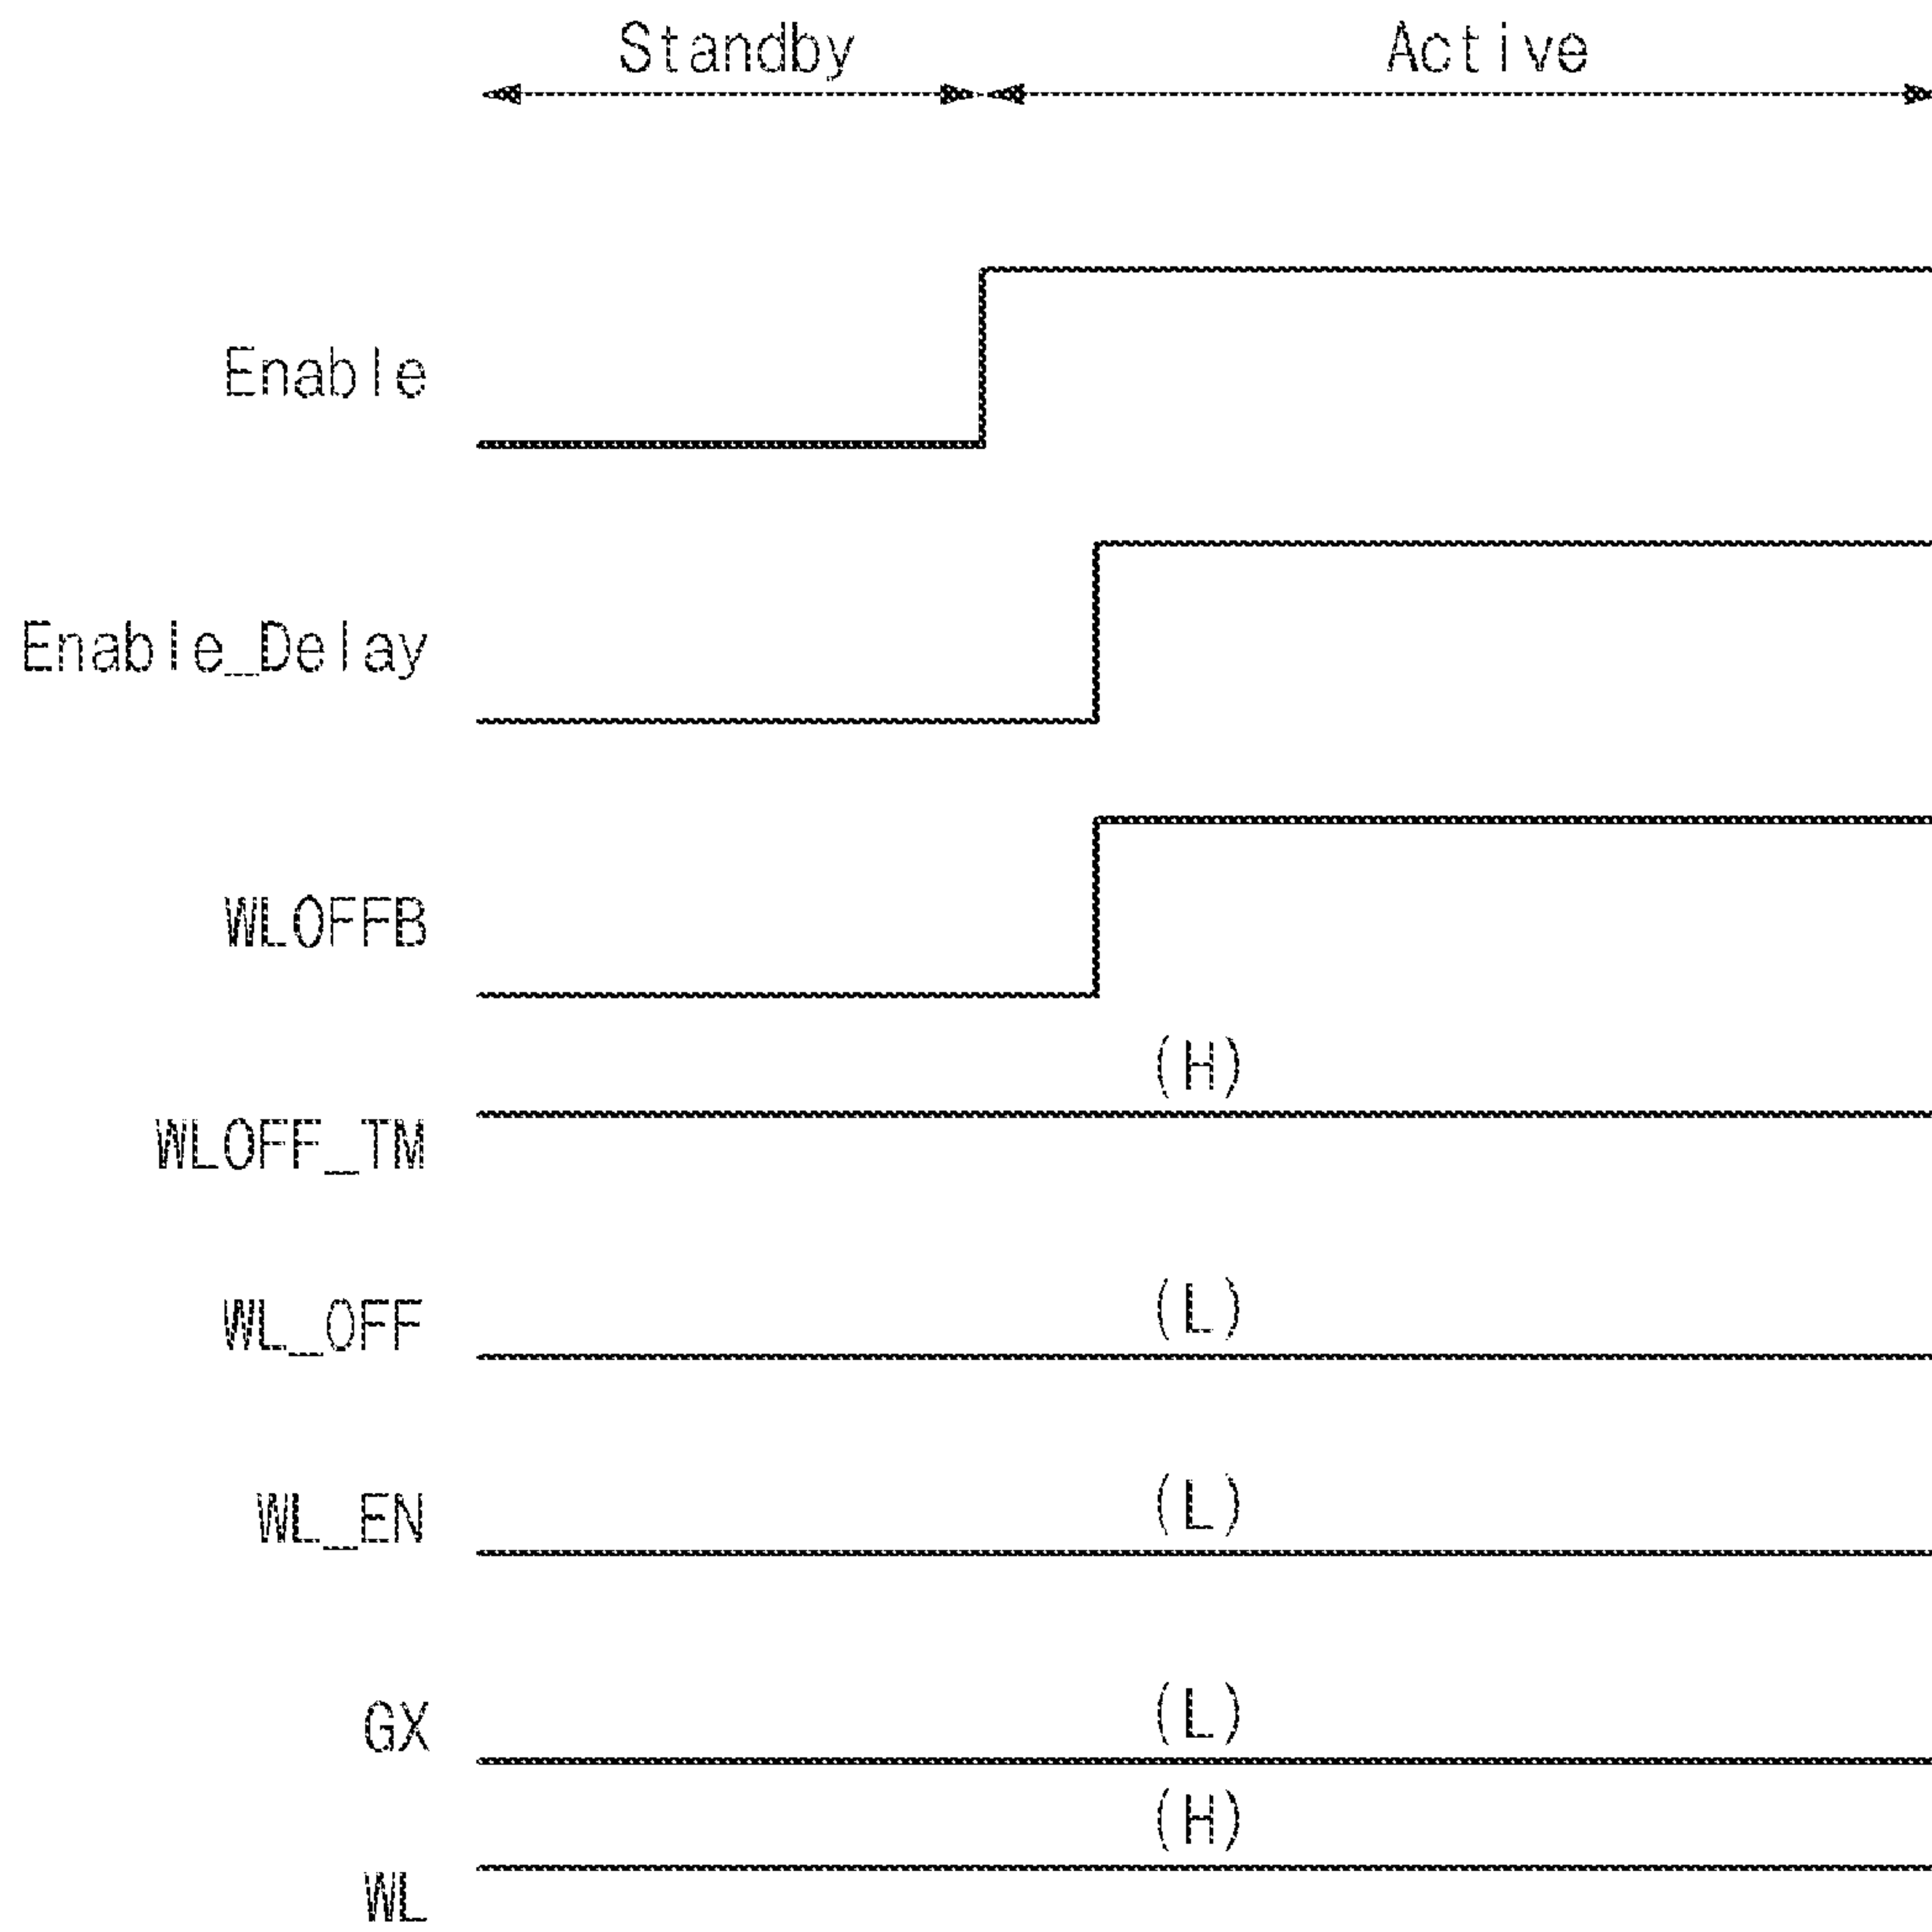 Standby Active
Enable
Enable_Delay
WLOFFB
(H)
WLOFF_TM
(L)
WL_OFF
(L)
WL_EN
(L)
GX
(H)
WL